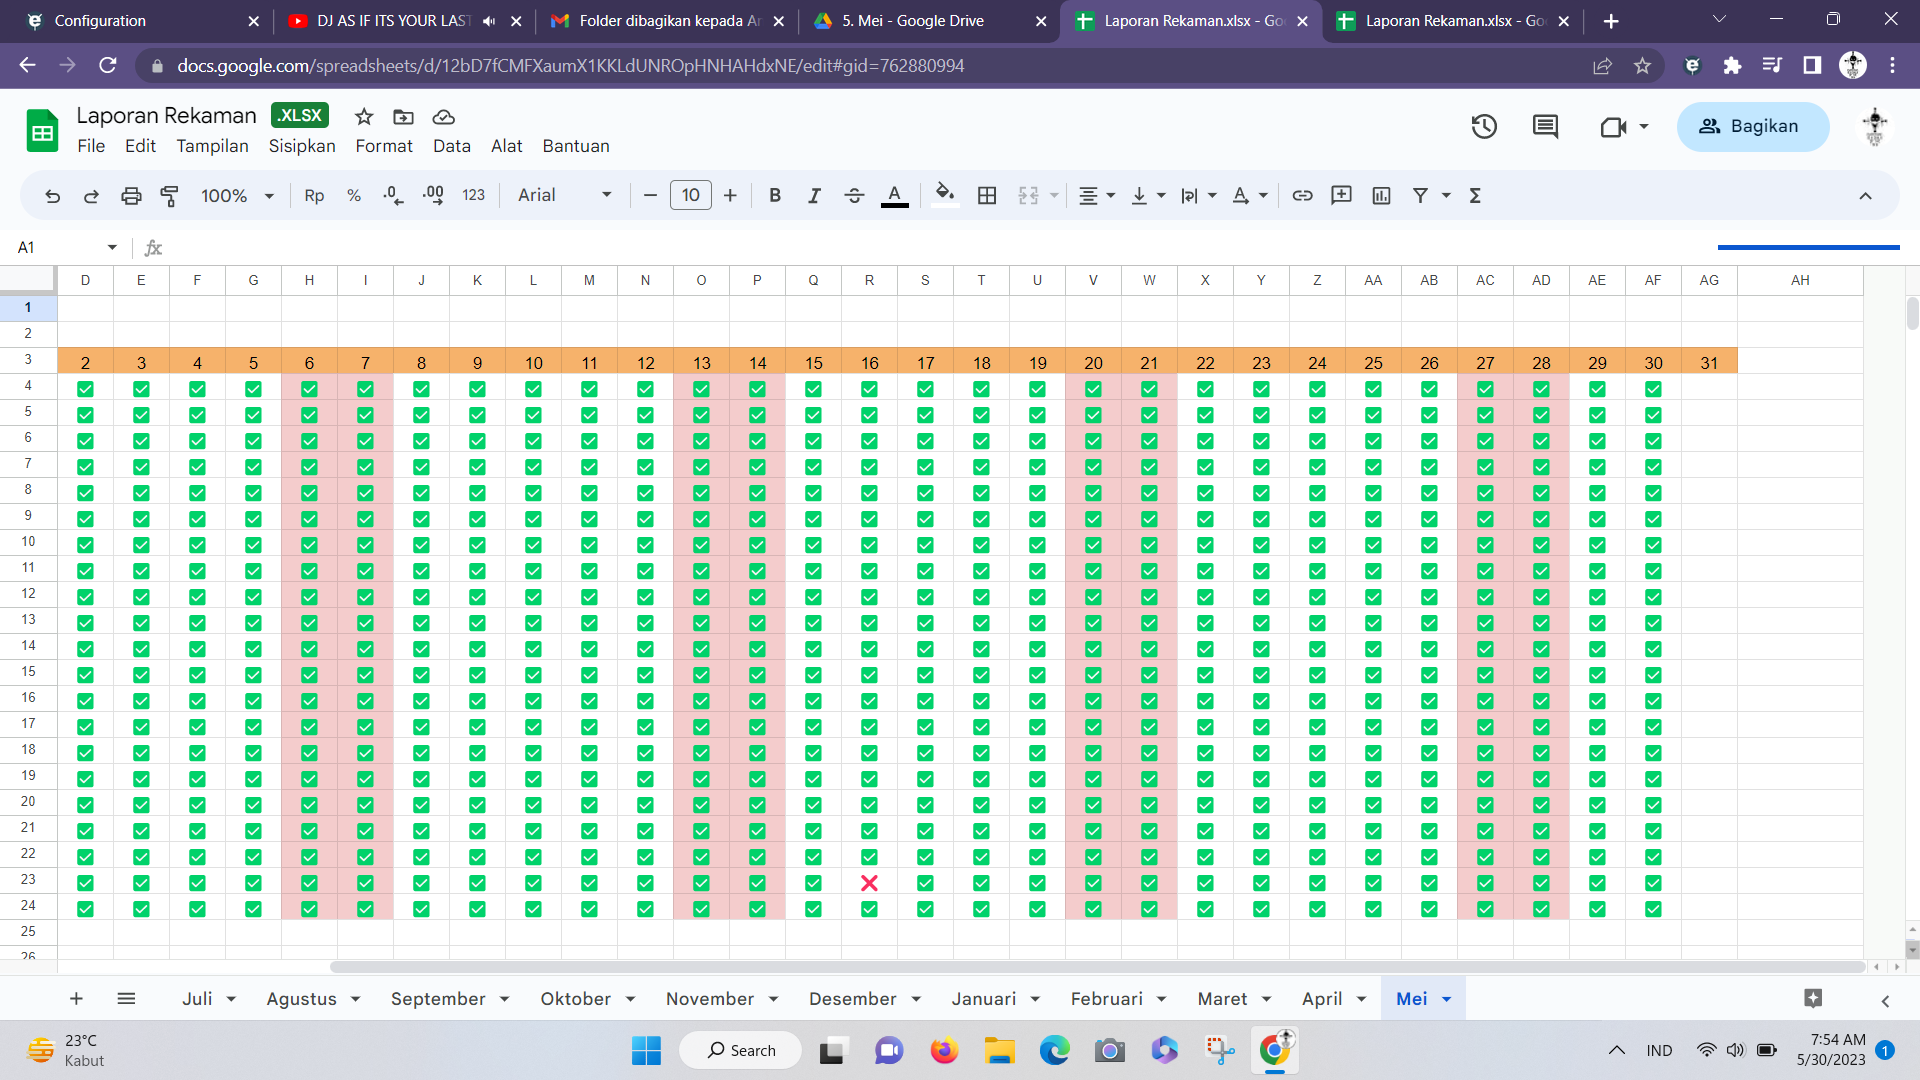 Configuration
DJ AS IF ITS YOUR LAST
Folder dibagikan kepada Ar
5. Mei - Google Drive
Laporan Rekaman.xlsx - Go
Laporan Rekaman.xlsx - Go
docs.google.com/spreadsheets/d/12bD7fCMFXaumX1KKLdUNROpHNHAHdxNE/edit#gid=762880994
Laporan Rekaman .XLSX
File Edit Tampilan Sisipkan Format Data Alat Bantuan
Bagikan
100% Rp % .0 .00 123 Arial 10 B I A
A1 fx
D E F G H I J K L M N O P Q R S T U V W X Y Z AA AB AC AD AE AF AG AH
1
2
3 2 3 4 5 6 7 8 9 10 11 12 13 14 15 16 17 18 19 20 21 22 23 24 25 26 27 28 29 30 31
4
5
6
7
8
9
10
11
12
13
14
15
16
17
18
19
20
21
22
23
24
25
26
Juli Agustus September Oktober November Desember Januari Februari Maret April Mei
23°C
Kabut
Search
IND
7:54 AM
5/30/2023
1